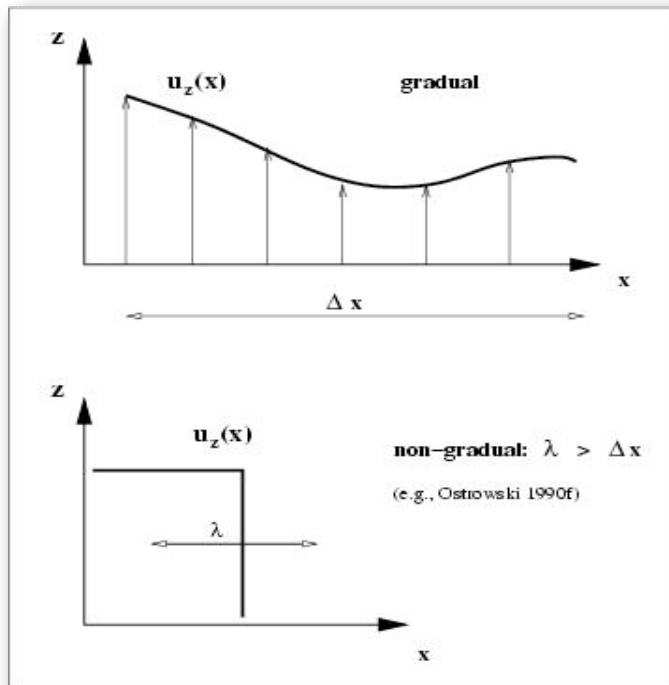 z
u_z(x) gradual
x
Δ x
z
u_z(x)
non-gradual: λ > Δ x
(e.g., Ostrowski 1990f)
λ
x